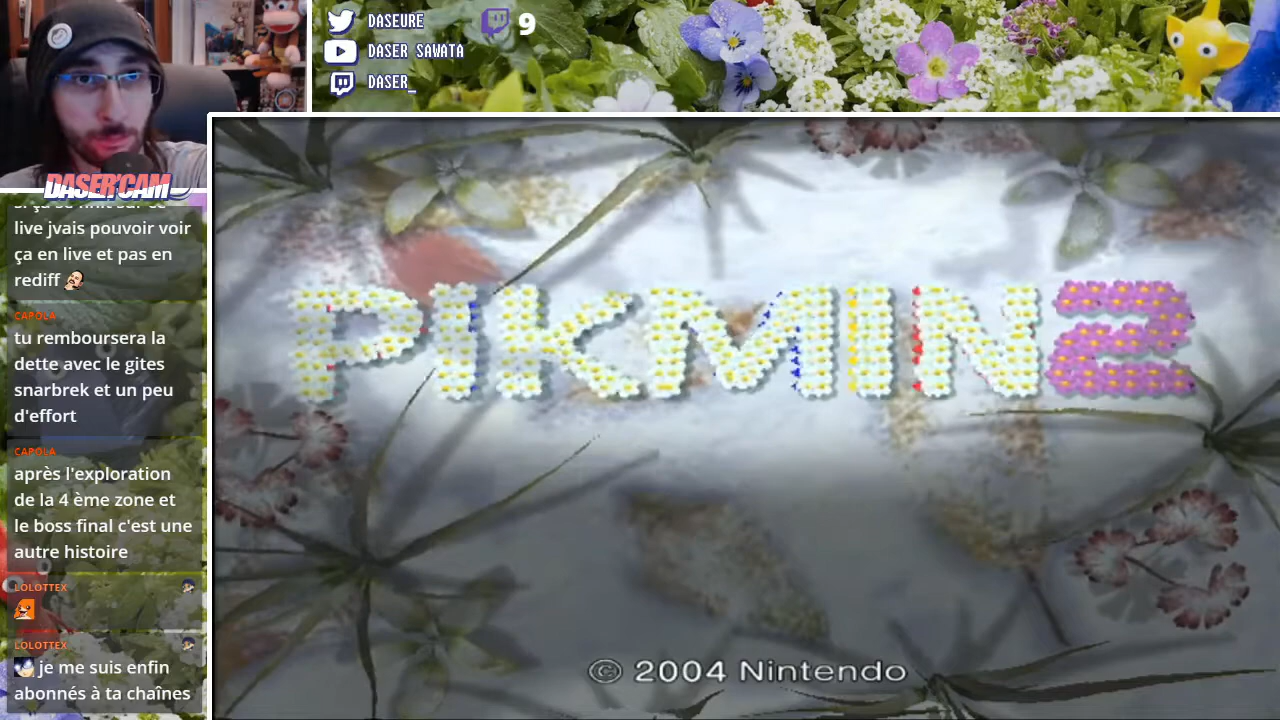 DASEURE
9
DASER SAWATA
DASER_
DASER'CAM
live jvais pouvoir voir
ça en live et pas en
rediff
CAPOLA
tu remboursera la
dette avec le gites
snarbrek et un peu
d'effort
CAPOLA
après l'exploration
de la 4 ème zone et
le boss final c'est une
autre histoire
LOLOTTEX
LOLOTTEX
je me suis enfin
abonnés à ta chaînes
PIKMIN 2
© 2004 Nintendo